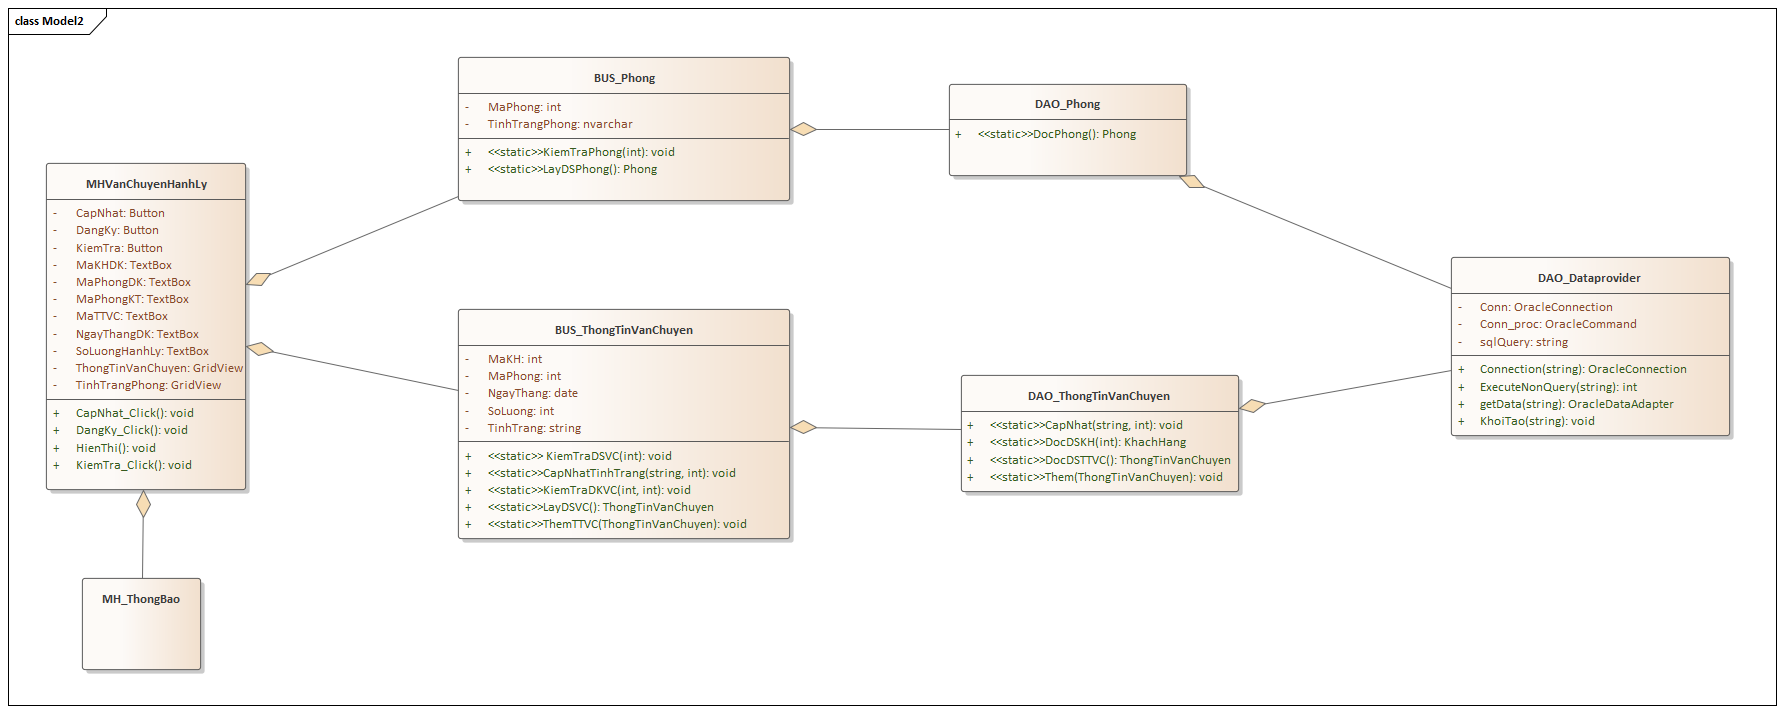 class Model2
BUS_Phong
- MaPhong: int
- TinhTrangPhong: nvarchar
+ <<static>>KiemTraPhong(int): void
+ <<static>>LayDSPhong(): Phong
DAO_Phong
+ <<static>>DocPhong(): Phong
MHVanChuyenHanhLy
- CapNhat: Button
- DangKy: Button
- KiemTra: Button
- MaKHDK: TextBox
- MaPhongDK: TextBox
- MaPhongKT: TextBox
- MaTTVC: TextBox
- NgayThangDK: TextBox
- SoLuongHanhLy: TextBox
- ThongTinVanChuyen: GridView
- TinhTrangPhong: GridView
+ CapNhat_Click(): void
+ DangKy_Click(): void
+ HienThi(): void
+ KiemTra_Click(): void
BUS_ThongTinVanChuyen
- MaKH: int
- MaPhong: int
- NgayThang: date
- SoLuong: int
- TinhTrang: string
+ <<static>> KiemTraDSVC(int): void
+ <<static>>CapNhatTinhTrang(string, int): void
+ <<static>>KiemTraDKVC(int, int): void
+ <<static>>LayDSVC(): ThongTinVanChuyen
+ <<static>>ThemTTVC(ThongTinVanChuyen): void
DAO_ThongTinVanChuyen
+ <<static>>CapNhat(string, int): void
+ <<static>>DocDSKH(int): KhachHang
+ <<static>>DocDSTTVC(): ThongTinVanChuyen
+ <<static>>Them(ThongTinVanChuyen): void
DAO_Dataprovider
- Conn: OracleConnection
- Conn_proc: OracleCommand
- sqlQuery: string
+ Connection(string): OracleConnection
+ ExecuteNonQuery(string): int
+ getData(string): OracleDataAdapter
+ KhoiTao(string): void
MH_ThongBao